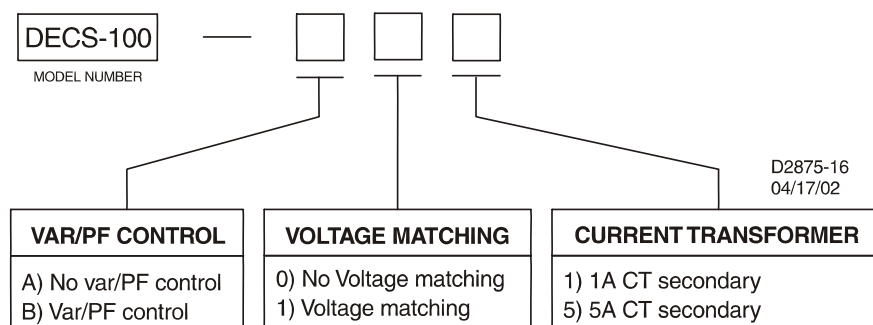 DECS-100
MODEL NUMBER
D2875-16
04/17/02
VAR/PF CONTROL
A) No var/PF control
B) Var/PF control
VOLTAGE MATCHING
0) No Voltage matching
1) Voltage matching
CURRENT TRANSFORMER
1) 1A CT secondary
5) 5A CT secondary